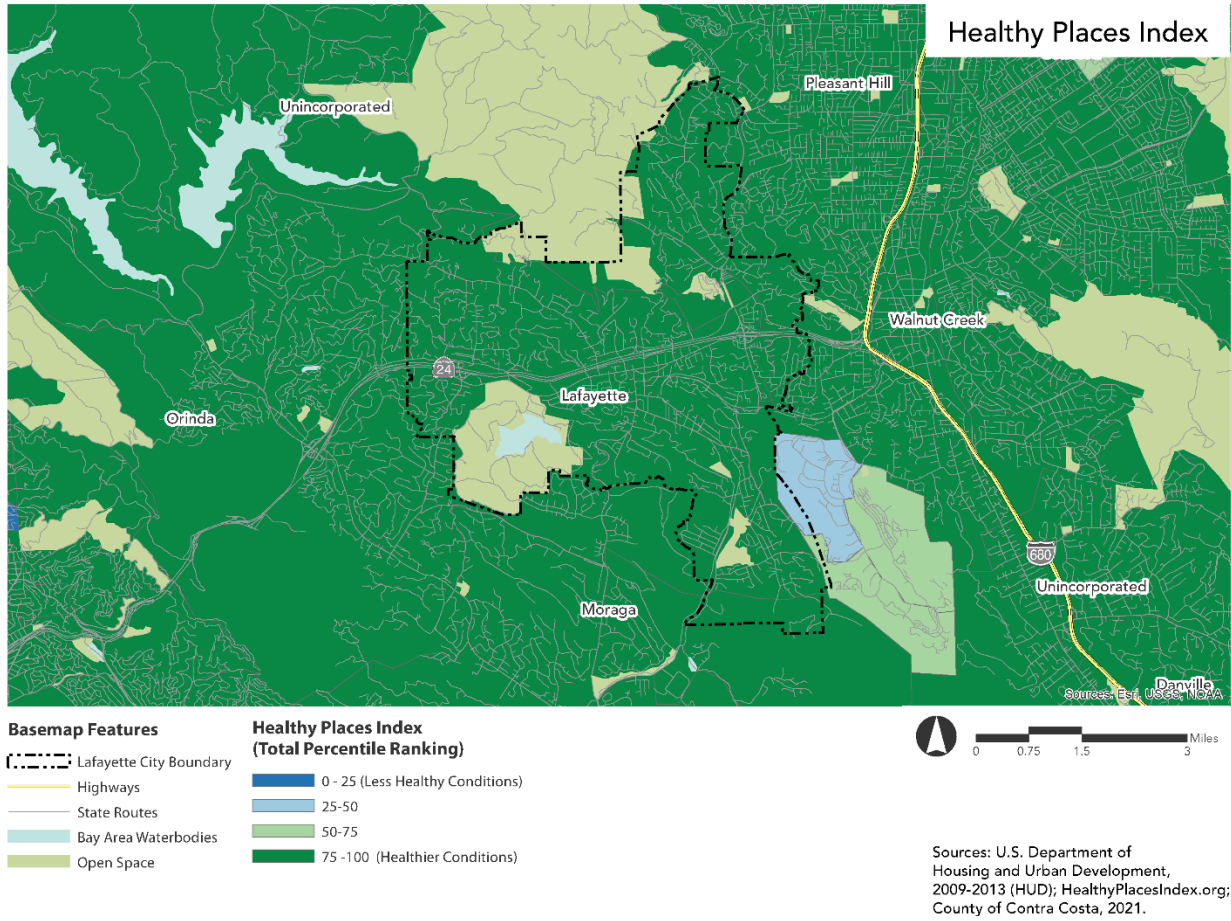 Healthy Places Index
Pleasant Hill
Unincorporated
Walnut Creek
24
Lafayette
Orinda
680
Unincorporated
Moraga
Danville
Sources: Esri, USGS, NOAA
Basemap Features
Lafayette City Boundary
Highways
State Routes
Bay Area Waterbodies
Open Space
Healthy Places Index
(Total Percentile Ranking)
0 - 25 (Less Healthy Conditions)
25-50
50-75
75 -100 (Healthier Conditions)
Miles
0 0.75 1.5 3
Sources: U.S. Department of
Housing and Urban Development,
2009-2013 (HUD); HealthyPlacesIndex.org;
County of Contra Costa, 2021.